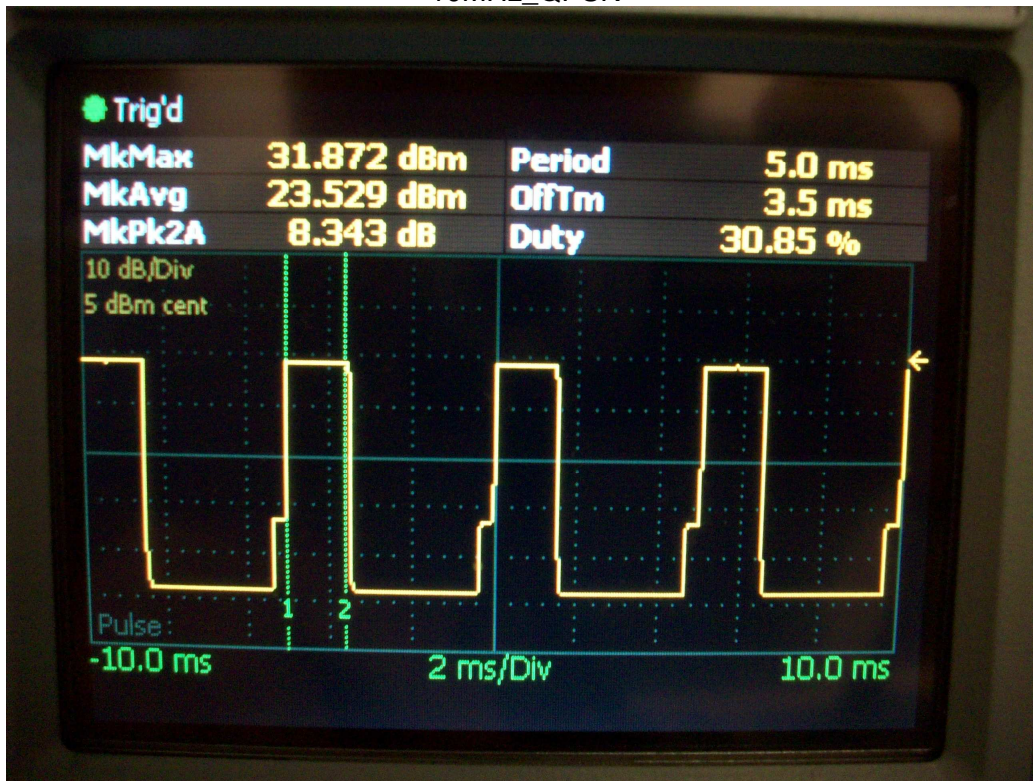 Trig'd
MkMax 31.872 dBm Period 5.0 ms
MkAvg 23.529 dBm OffTm 3.5 ms
MkPk2A 8.343 dB Duty 30.85 %
10 dB/Div
5 dBm cent
1 2
Pulse:
-10.0 ms 2 ms/Div 10.0 ms